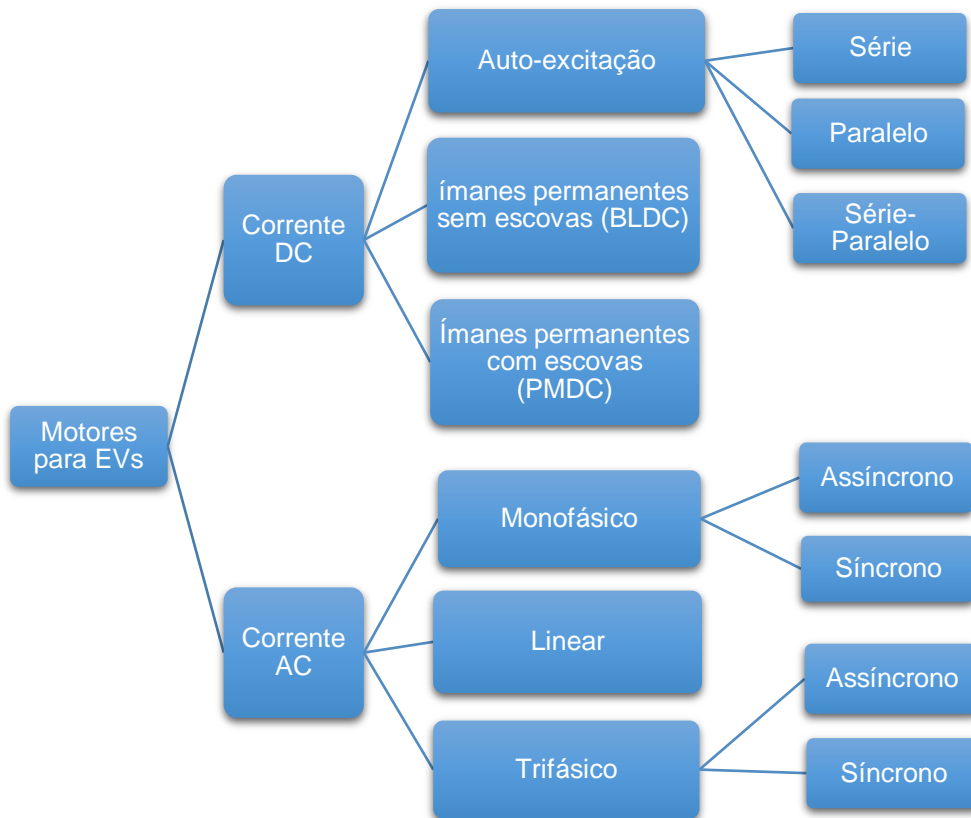 Motores
para EVs
Corrente
DC
Auto-excitação
Série
Paralelo
Série-
Paralelo
ímanes permanentes
sem escovas (BLDC)
Ímanes permanentes
com escovas
(PMDC)
Corrente
AC
Monofásico
Assíncrono
Síncrono
Linear
Trifásico
Assíncrono
Síncrono